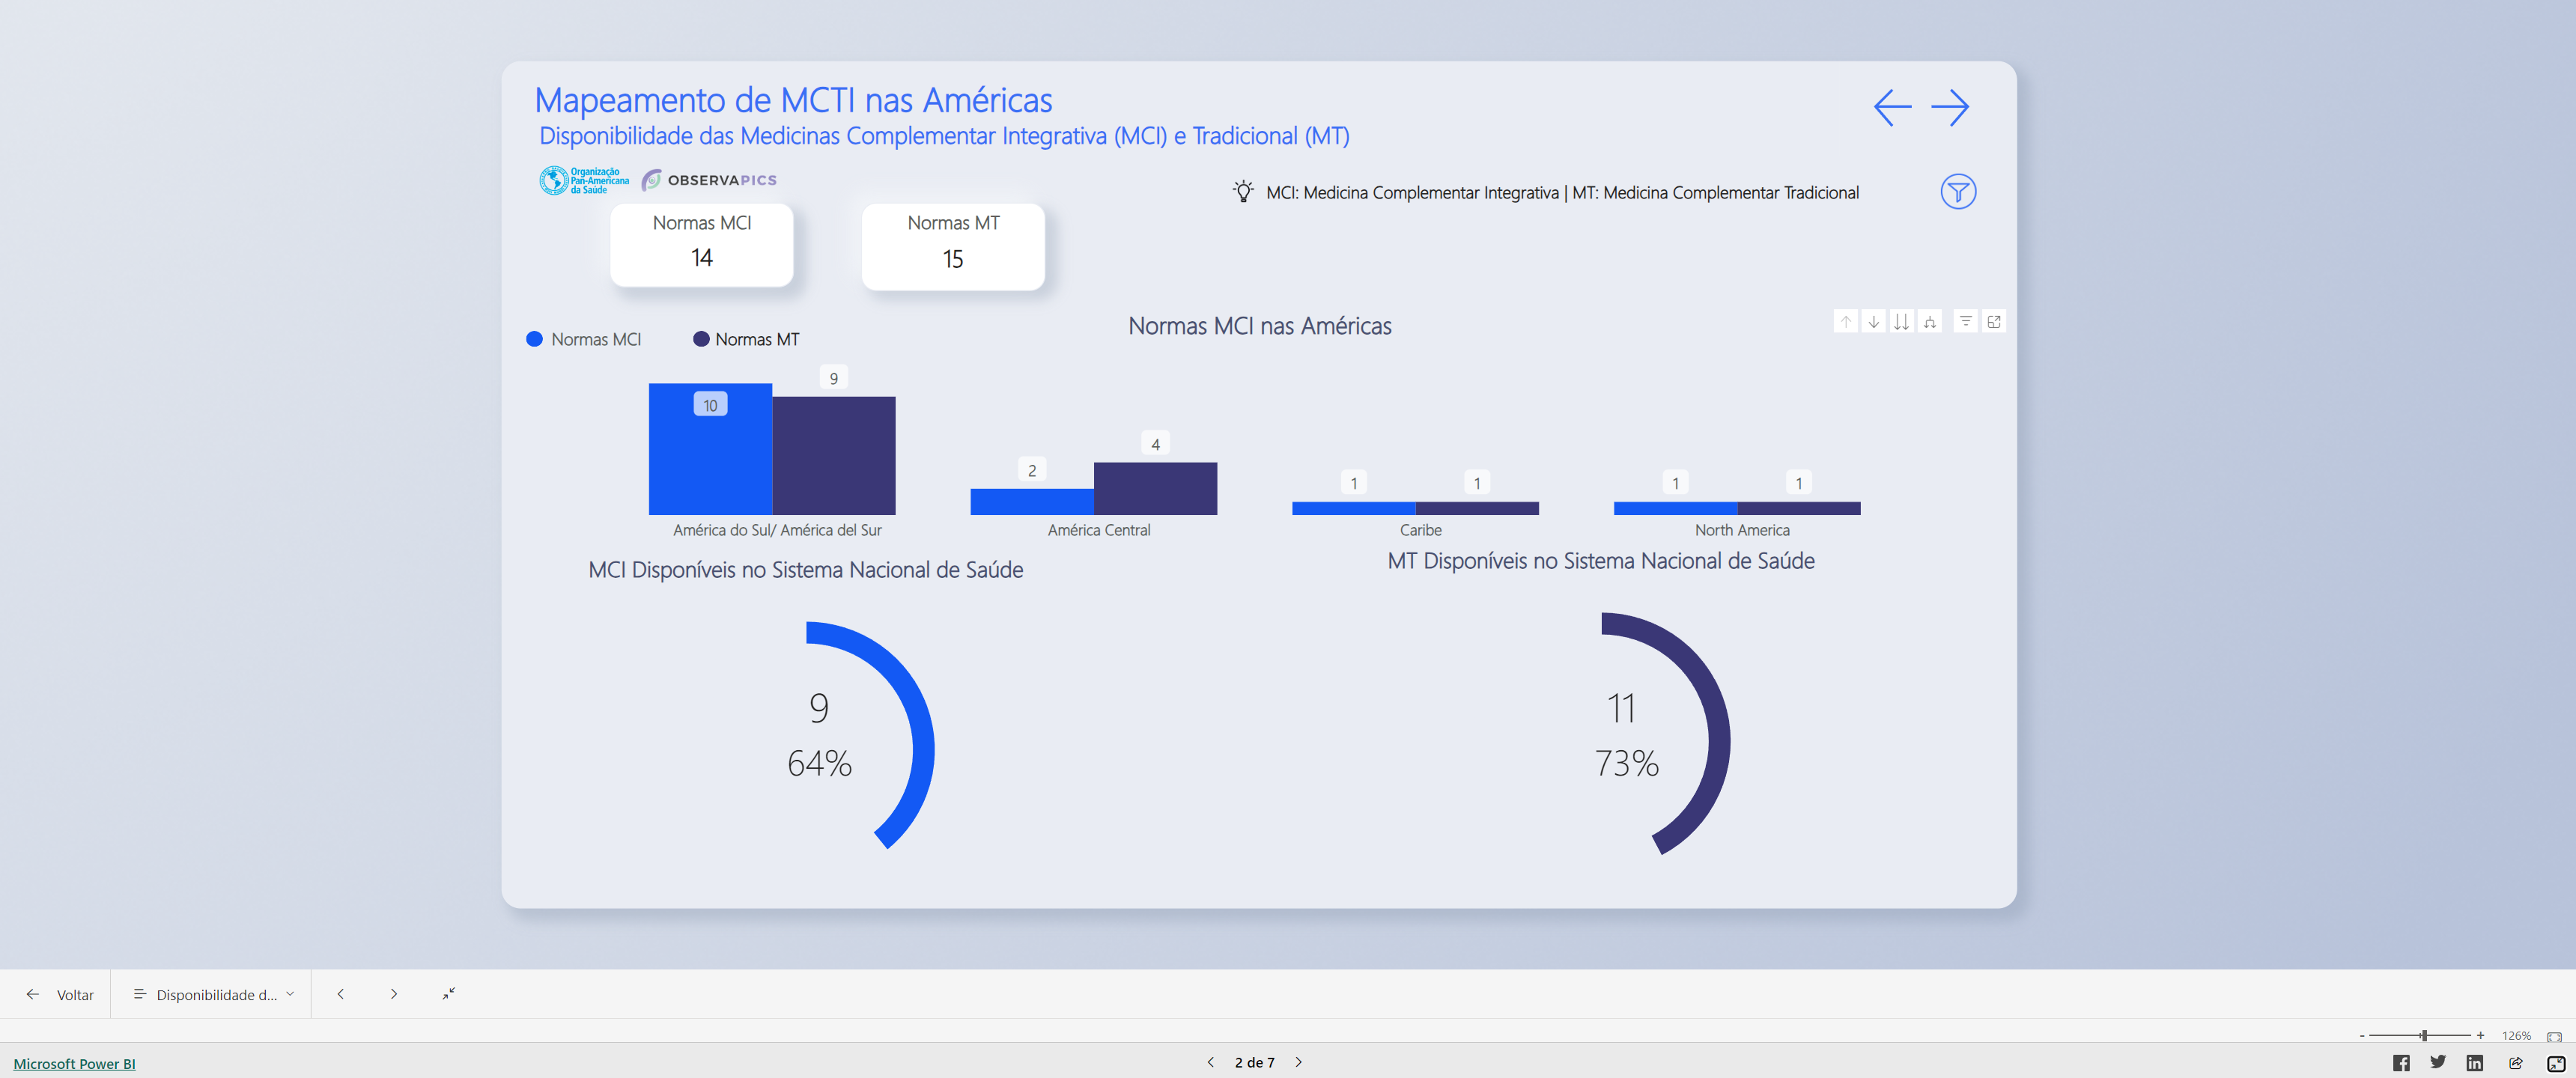 Mapeamento de MCTI nas Américas
Disponibilidade das Medicinas Complementar Integrativa (MCI) e Tradicional (MT)
Organização
Pan-Americana
da Saúde
OBSERVAPICS
MCI: Medicina Complementar Integrativa | MT: Medicina Complementar Tradicional
Normas MCI
14
Normas MT
15
Normas MCI nas Américas
Normas MCI
Normas MT
10
9
2
4
1
1
1
1
América do Sul/ América del Sur
América Central
Caribe
North America
MCI Disponíveis no Sistema Nacional de Saúde
9
64%
MT Disponíveis no Sistema Nacional de Saúde
11
73%
Voltar
Disponibilidade d...
- + 126%
Microsoft Power BI
2 de 7